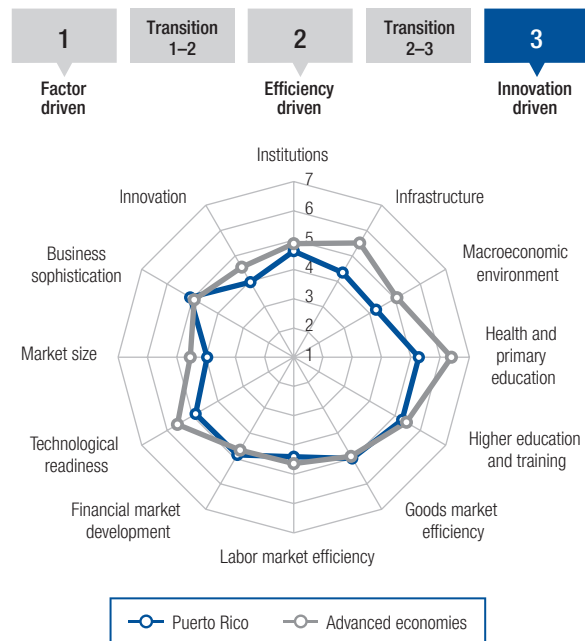 1
Transition
1–2
2
Transition
2–3
3
Factor
driven
Efficiency
driven
Innovation
driven
Institutions
Innovation
Infrastructure
Business
sophistication
Macroeconomic
environment
Market size
Health and
primary
education
Technological
readiness
Higher education
and training
Financial market
development
Goods market
efficiency
Labor market efficiency
7
6
5
4
3
2
1
Puerto Rico
Advanced economies